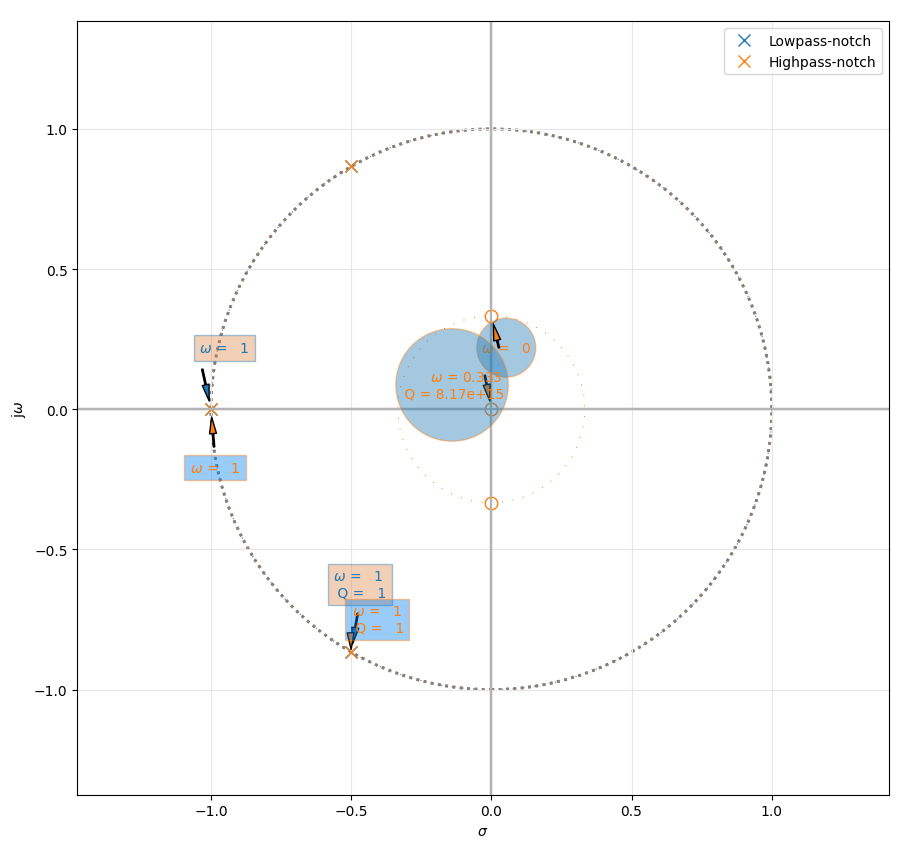 Lowpass-notch
Highpass-notch
1.0
0.5
0.0
−0.5
−1.0
jω
ω = 1
ω = 0
ω = 0.333
Q = 8.17e+15
ω = 1
ω = 1
Q = 1
ω = 1
Q = 1
−1.0
−0.5
0.0
0.5
1.0
σ